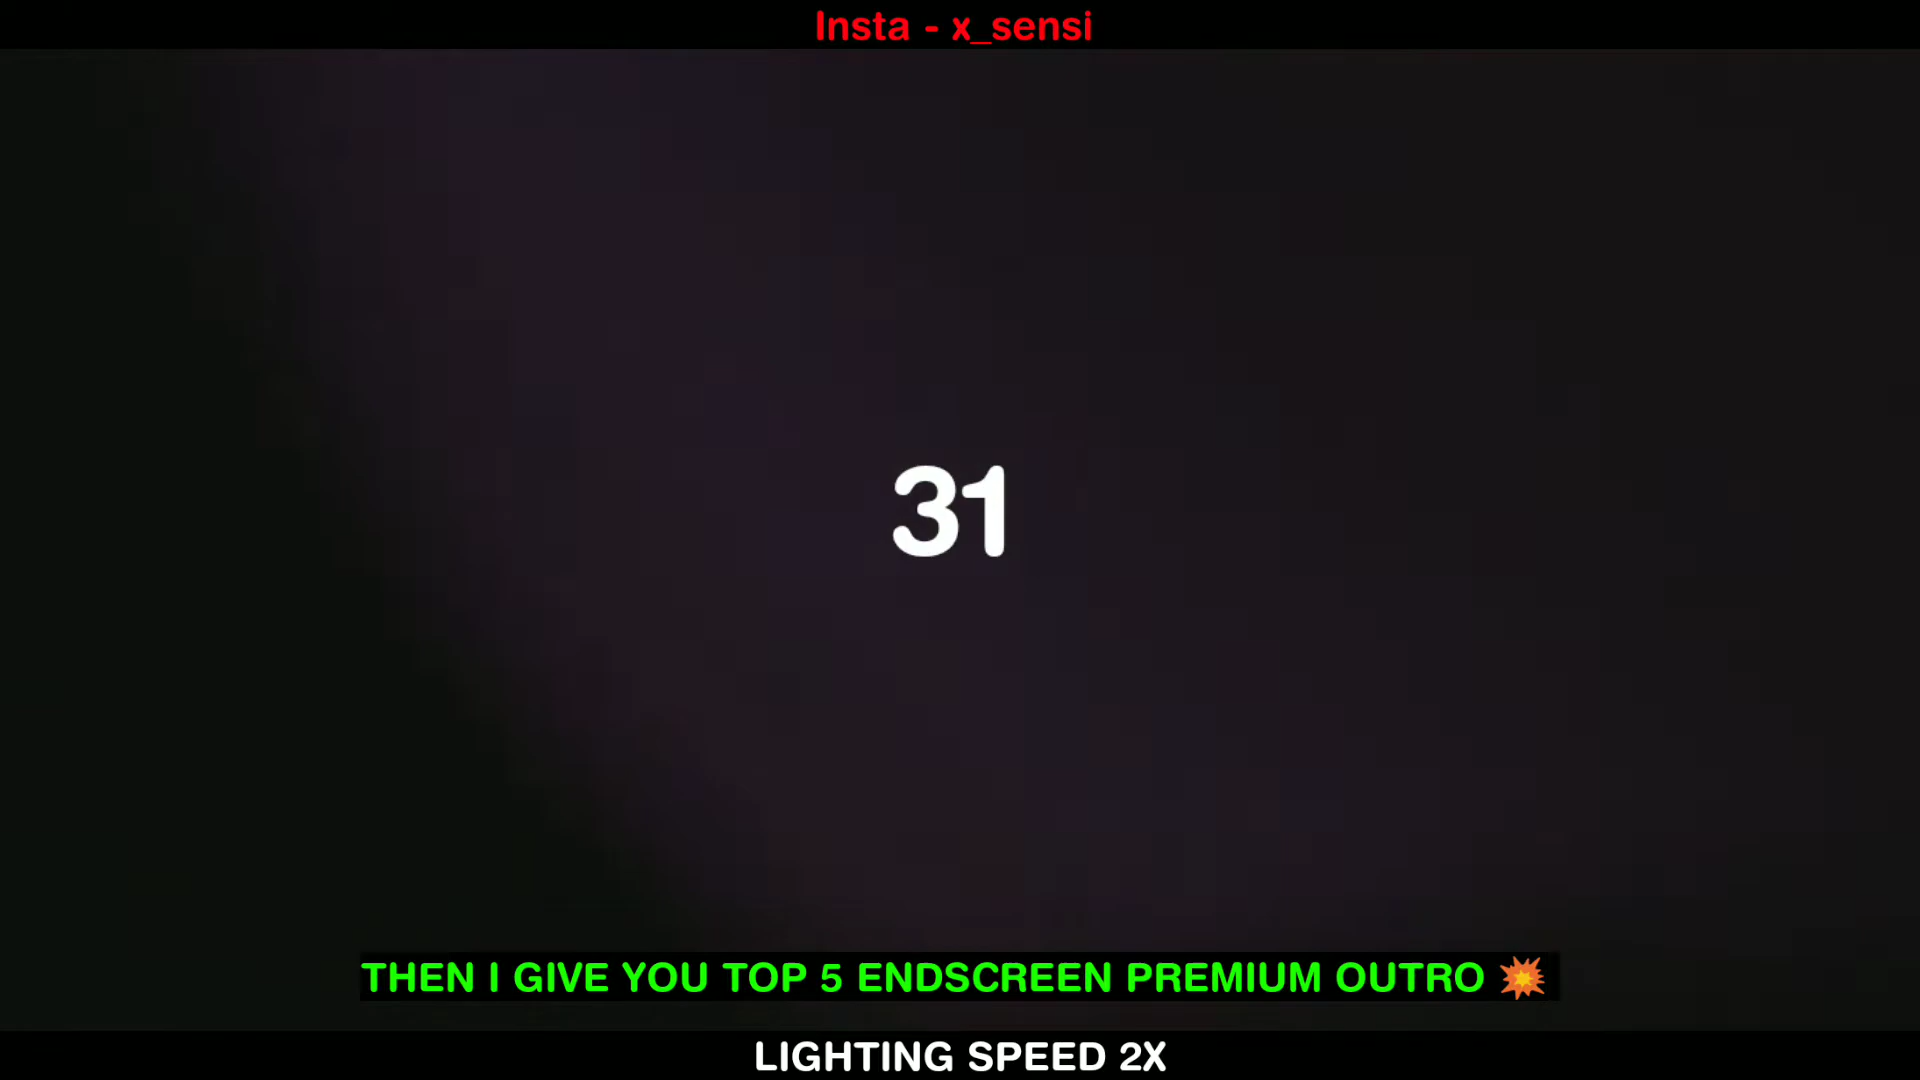 Insta - x_sensi
31
THEN I GIVE YOU TOP 5 ENDSCREEN PREMIUM OUTRO 💥
LIGHTING SPEED 2X